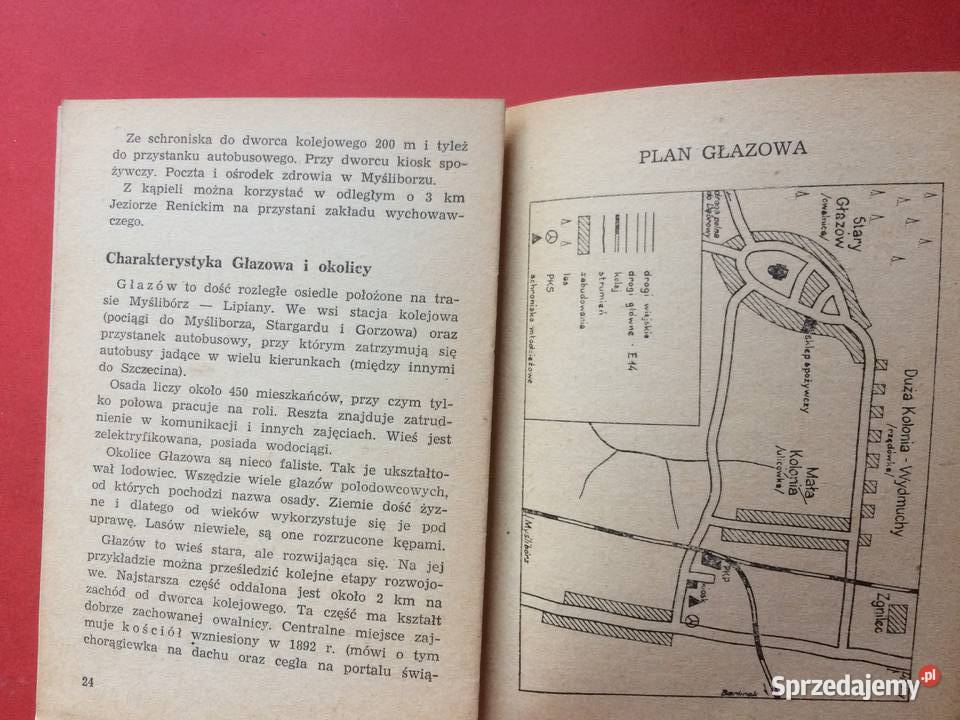 Ze schroniska do dworca kolejowego 200 m i tyleż
do przystanku autobusowego. Przy dworcu kiosk spo-
żywczy. Poczta i ośrodek zdrowia w Myśliborzu.
Z kąpieli można korzystać w odległym o 3 km
Jeziorze Renickim na przystani zakładu wychowaw-
czego.
Charakterystyka Głazowa i okolicy
Głazów to dość rozległe osiedle położone na tra-
sie Myślibórz — Lipiany. We wsi stacja kolejowa
(pociągi do Myśliborza, Stargardu i Gorzowa) oraz
przystanek autobusowy, przy którym zatrzymują się
autobusy jadące w wielu kierunkach (między innymi
do Szczecina).
Osada liczy około 450 mieszkańców, przy czym tyl-
ko połowa pracuje na roli. Reszta znajduje zatrud-
nienie w komunikacji i innych zajęciach. Wieś jest
zelektryfikowana, posiada wodociągi.
Okolice Głazowa są nieco faliste. Tak je ukształto-
wał lodowiec. Wszędzie wiele głazów polodowcowych,
od których pochodzi nazwa osady. Ziemie dość żyz-
ne i dlatego od wieków wykorzystuje się je pod
uprawę. Lasów niewiele, są one rozrzucone kępami.
Głazów to wieś stara, ale rozwijająca się. Na jej
przykładzie można prześledzić kolejne etapy rozwojo-
we. Najstarsza część oddalona jest około 2 km na
zachód od dworca kolejowego. Ta część ma kształt
dobrze zachowanej owalnicy. Centralne miejsce zaj-
muje kościół wzniesiony w 1892 r. (mówi o tym
chorągiewka na dachu oraz cegła na portalu świą-
24
PLAN GŁAZOWA
Stary
Głazów
/owalnica/
droga polna
do Dąbrowy
drogi wiejskie
drogi główne - E14
kolej
strumień
zabudowania
las
PKS
schronisko młodzieżowe
sklep spożywczy
Duża Kolonia - Wydmuchy
/rzędówka/
Mała
Kolonia
/ulicówka/
/Myślibórz
PKP
kiosk
Zgnilec
Barlinek
Sprzedajemy.pl